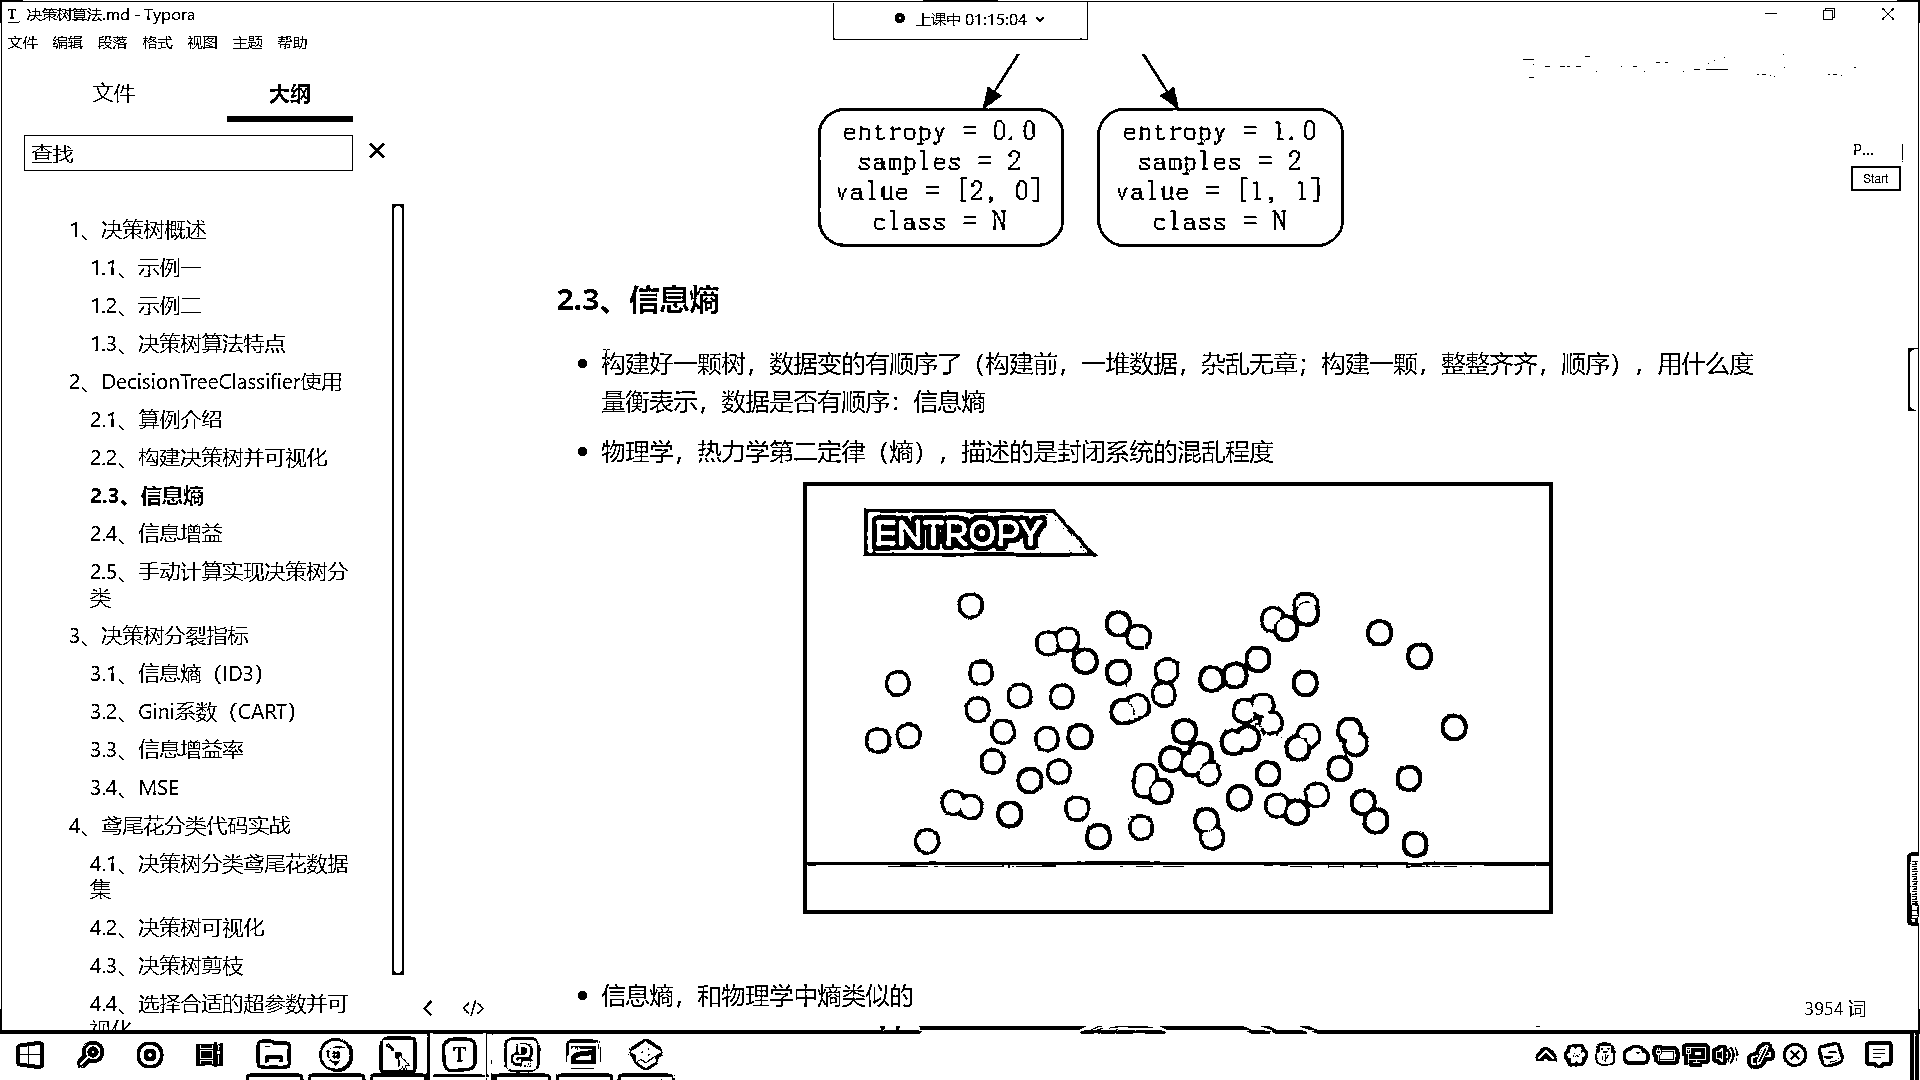 决策树算法.md - Typora
上课中 01:15:04
文件 编辑 段落 格式 视图 主题 帮助
文件 大纲
查找
1、决策树概述
1.1、示例一
1.2、示例二
1.3、决策树算法特点
2、DecisionTreeClassifier使用
2.1、算例介绍
2.2、构建决策树并可视化
2.3、信息熵
2.4、信息增益
2.5、手动计算实现决策树分
类
3、决策树分裂指标
3.1、信息熵（ID3）
3.2、Gini系数（CART）
3.3、信息增益率
3.4、MSE
4、鸢尾花分类代码实战
4.1、决策树分类鸢尾花数据
集
4.2、决策树可视化
4.3、决策树剪枝
4.4、选择合适的超参数并可
视化
entropy = 0.0
samples = 2
value = [2, 0]
class = N
entropy = 1.0
samples = 2
value = [1, 1]
class = N
2.3、信息熵
构建好一颗树，数据变的有顺序了（构建前，一堆数据，杂乱无章；构建一颗，整整齐齐，顺序），用什么度
量衡表示，数据是否有顺序：信息熵
物理学，热力学第二定律（熵），描述的是封闭系统的混乱程度
ENTROPY
信息熵，和物理学中熵类似的
3954 词
P...
Start